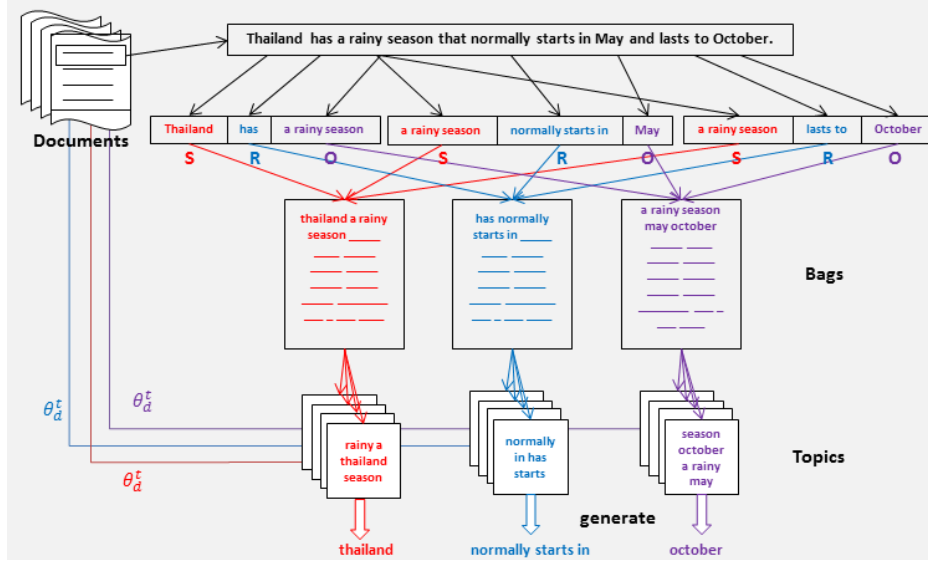 Thailand has a rainy season that normally starts in May and lasts to October.
Documents
Thailand has a rainy season a rainy season normally starts in May a rainy season lasts to October
S R O S R O S R O
thailand a rainy
season _____
has normally
starts in _____
a rainy season
may october
Bags
θ_d^t
θ_d^t
θ_d^t
rainy a
thailand
season
normally
in has
starts
season
october
a rainy
may
Topics
generate
thailand
normally starts in
october